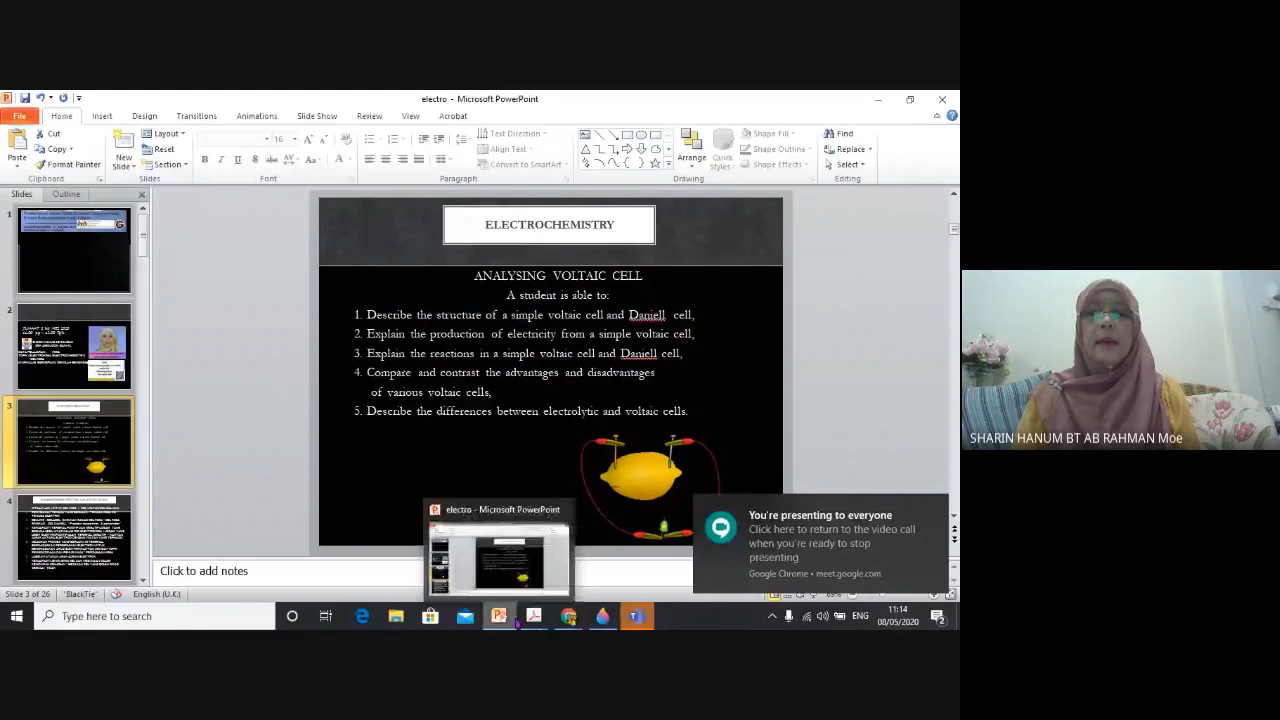 electro - Microsoft PowerPoint
File Home Insert Design Transitions Animations Slide Show Review View Acrobat
Cut
Copy
Format Painter
Paste
Clipboard
New
Slide
Layout
Reset
Section
Slides
16
Font
Text Direction
Align Text
Convert to SmartArt
Paragraph
Arrange
Quick
Styles
Shape Fill
Shape Outline
Shape Effects
Drawing
Find
Replace
Select
Editing
Slides Outline
1
2
3
4
ELECTROCHEMISTRY
ANALYSING VOLTAIC CELL
A student is able to:
1. Describe the structure of a simple voltaic cell and Daniell cell,
2. Explain the production of electricity from a simple voltaic cell,
3. Explain the reactions in a simple voltaic cell and Daniell cell,
4. Compare and contrast the advantages and disadvantages
of various voltaic cells,
5. Describe the differences between electrolytic and voltaic cells.
SHARIN HANUM BT AB RAHMAN Moe
electro - Microsoft PowerPoint
You're presenting to everyone
Click here to return to the video call
when you're ready to stop
presenting
Google Chrome • meet.google.com
Click to add notes
Slide 3 of 26 "BlackTie" English (U.K.)
Type here to search
ENG
11:14
08/05/2020
2